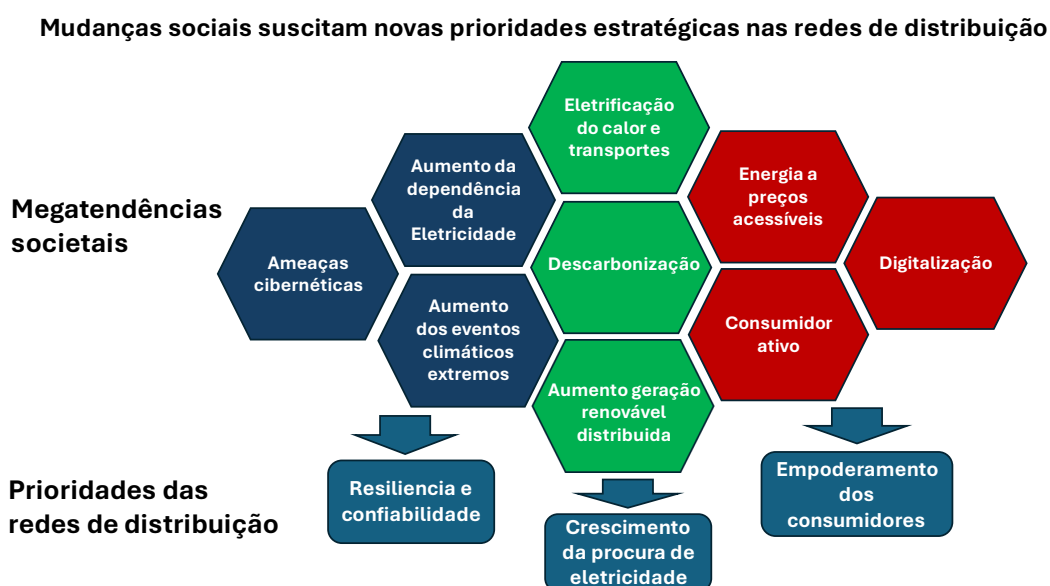 Mudanças sociais suscitam novas prioridades estratégicas nas redes de distribuição
Megatendências
societais
Ameaças
cibernéticas
Aumento da
dependência
da
Eletricidade
Aumento
dos eventos
climáticos
extremos
Eletrificação
do calor e
transportes
Descarbonização
Aumento geração
renovável
distribuida
Energia a
preços
acessíveis
Consumidor
ativo
Digitalização
Prioridades das
redes de distribuição
Resiliencia e
confiabilidade
Crescimento
da procura de
eletricidade
Empoderamento
dos
consumidores